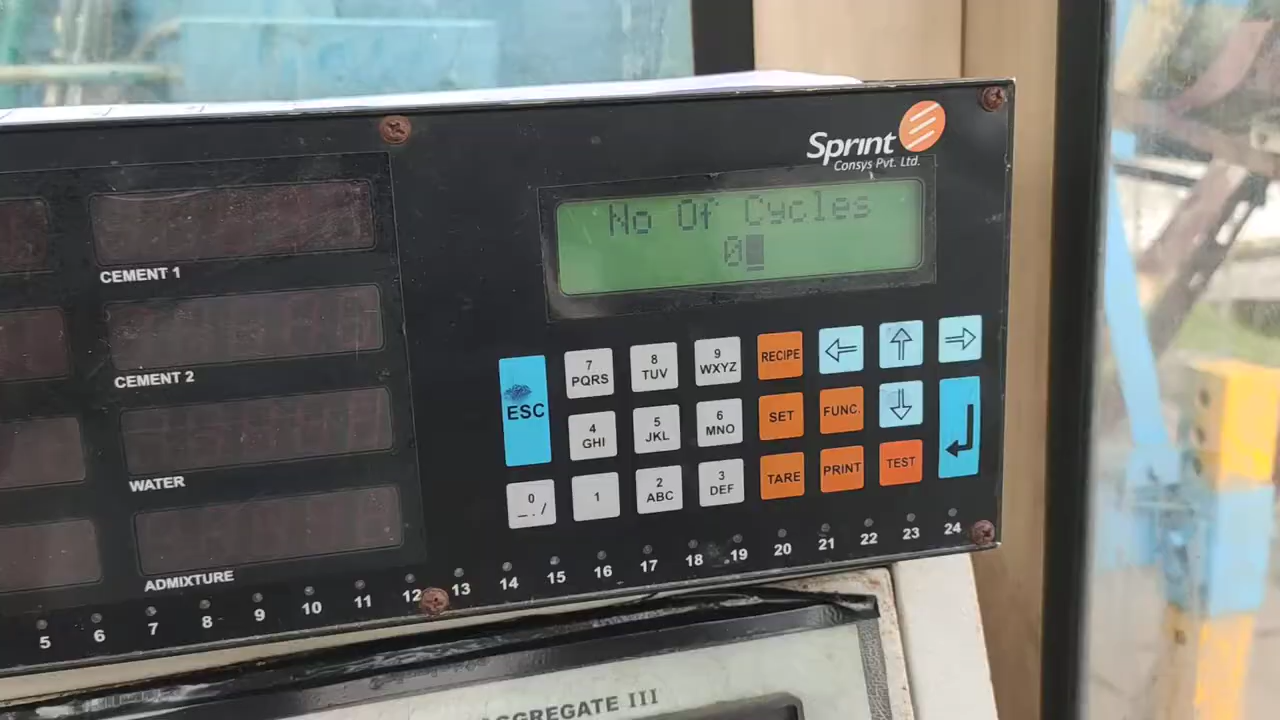 Sprint
Consys Pvt. Ltd.
No Of Cycles
0
CEMENT 1
CEMENT 2
WATER
ADMIXTURE
ESC
7
PQRS
8
TUV
9
WXYZ
RECIPE
4
GHI
5
JKL
6
MNO
SET
FUNC.
0
_ . /
1
2
ABC
3
DEF
TARE
PRINT
TEST
5 6 7 8 9 10 11 12 13 14 15 16 17 18 19 20 21 22 23 24
AGGREGATE III